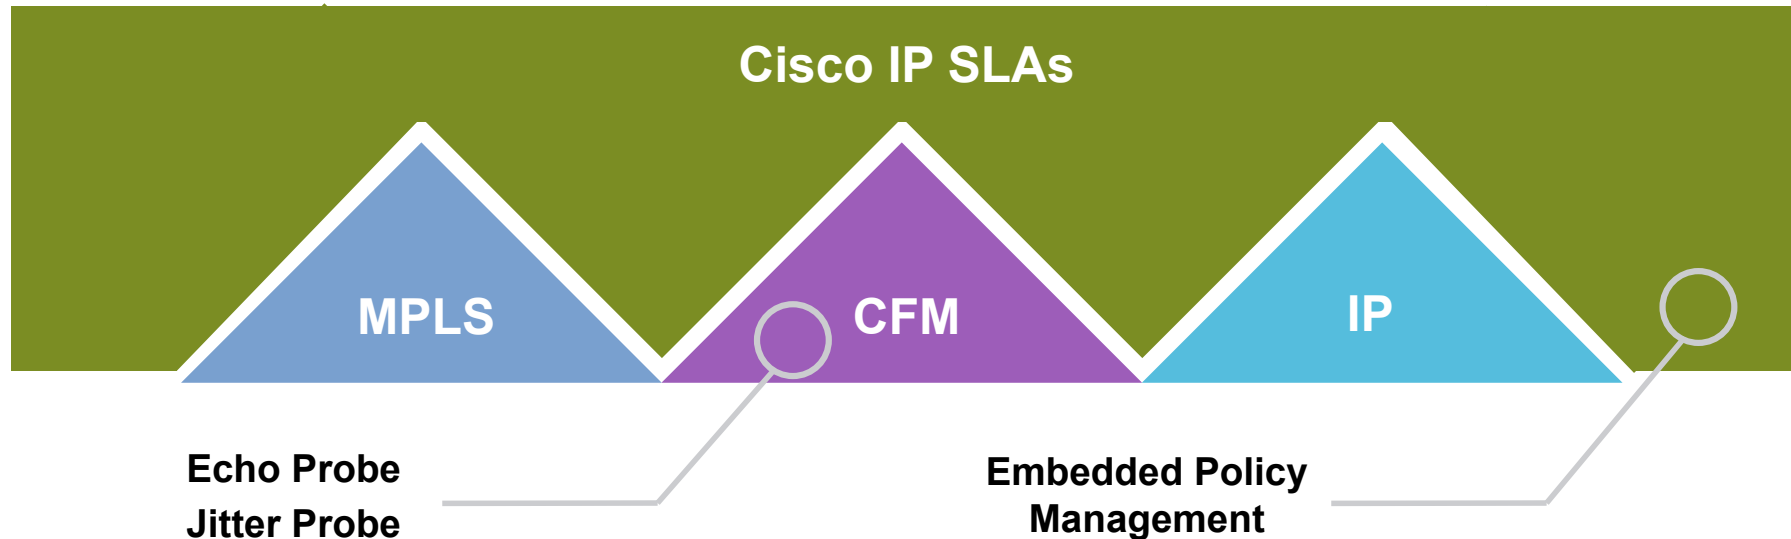 Cisco IP SLAs
MPLS
CFM
IP
Echo Probe
Jitter Probe
Embedded Policy
Management